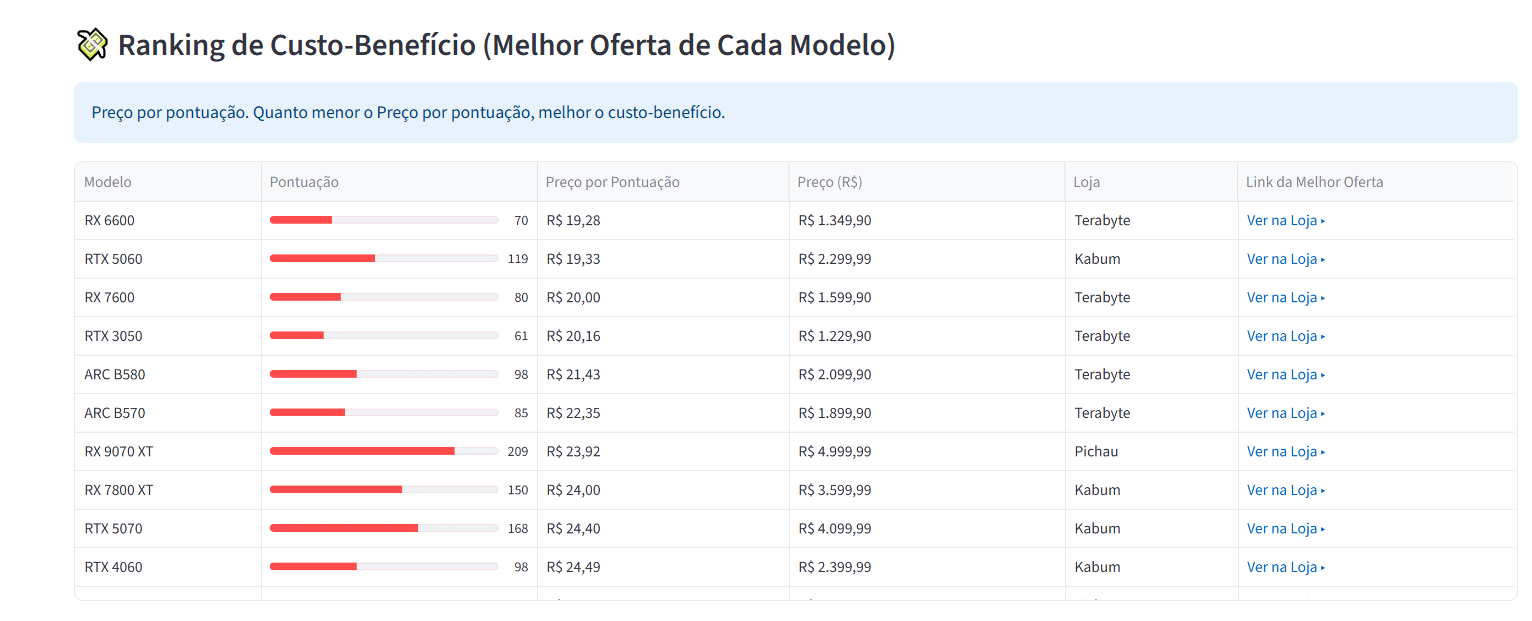 Ranking de Custo-Benefício (Melhor Oferta de Cada Modelo)
Preço por pontuação. Quanto menor o Preço por pontuação, melhor o custo-benefício.
Modelo Pontuação Preço por Pontuação Preço (R$) Loja Link da Melhor Oferta
RX 6600 70 R$ 19,28 R$ 1.349,90 Terabyte Ver na Loja ▸
RTX 5060 119 R$ 19,33 R$ 2.299,99 Kabum Ver na Loja ▸
RX 7600 80 R$ 20,00 R$ 1.599,90 Terabyte Ver na Loja ▸
RTX 3050 61 R$ 20,16 R$ 1.229,90 Terabyte Ver na Loja ▸
ARC B580 98 R$ 21,43 R$ 2.099,90 Terabyte Ver na Loja ▸
ARC B570 85 R$ 22,35 R$ 1.899,90 Terabyte Ver na Loja ▸
RX 9070 XT 209 R$ 23,92 R$ 4.999,99 Pichau Ver na Loja ▸
RX 7800 XT 150 R$ 24,00 R$ 3.599,99 Kabum Ver na Loja ▸
RTX 5070 168 R$ 24,40 R$ 4.099,99 Kabum Ver na Loja ▸
RTX 4060 98 R$ 24,49 R$ 2.399,99 Kabum Ver na Loja ▸